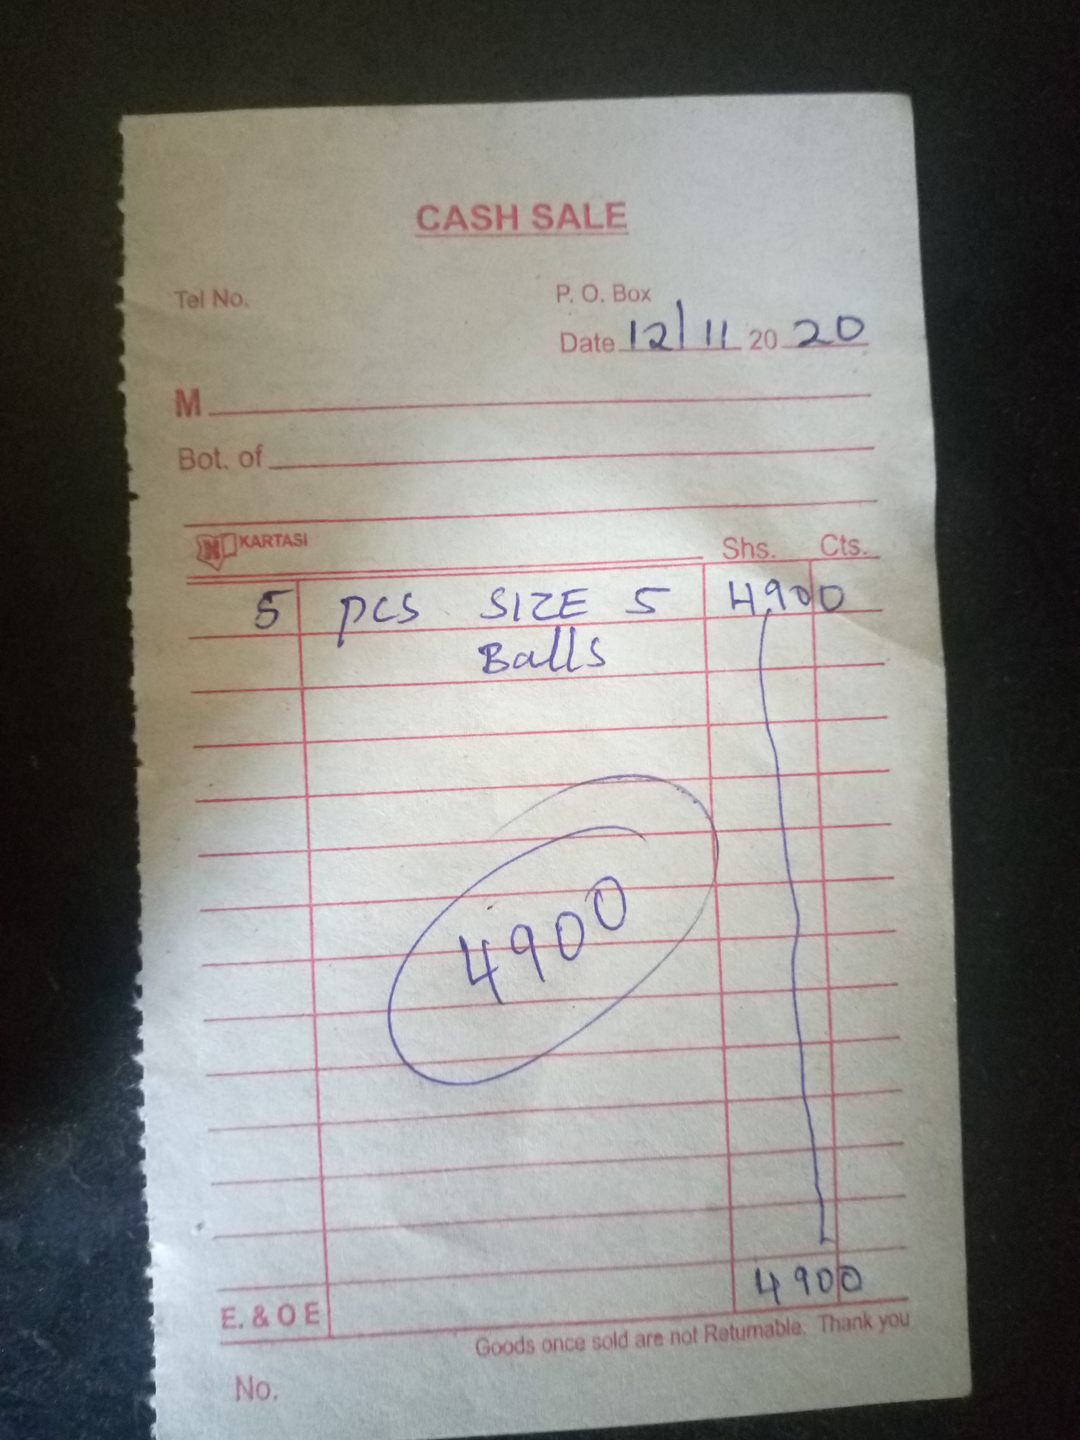 CASH SALE
Tel No. P. O. Box
Date 12/11 20 20
M
Bot. of
KARTASI Shs. Cts.
5 pcs SIZE 5 4,900
Balls
4900
4900
E. & O E
Goods once sold are not Returnable. Thank you
No.